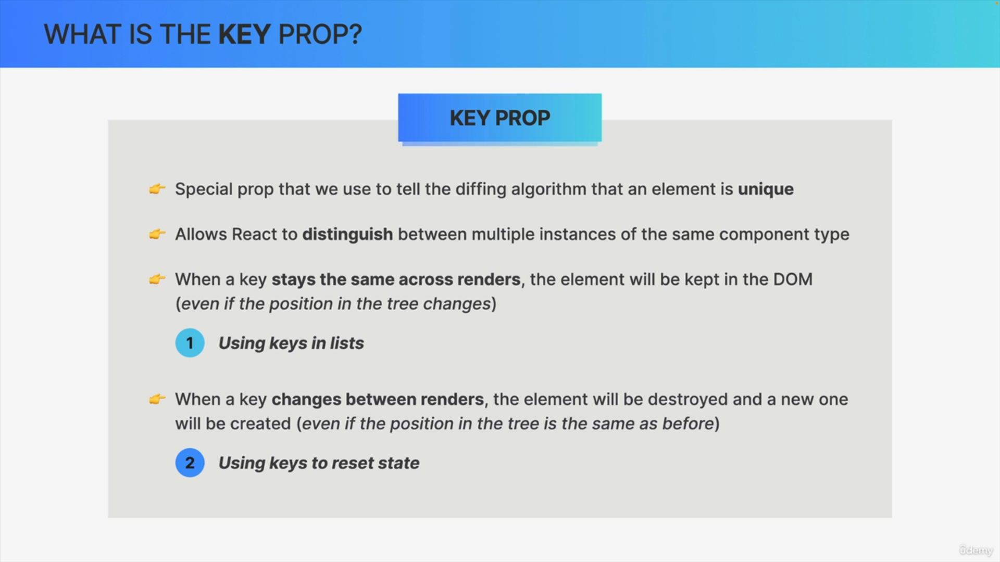 WHAT IS THE KEY PROP?
KEY PROP
👉 Special prop that we use to tell the diffing algorithm that an element is unique
👉 Allows React to distinguish between multiple instances of the same component type
👉 When a key stays the same across renders, the element will be kept in the DOM
(even if the position in the tree changes)
1 Using keys in lists
👉 When a key changes between renders, the element will be destroyed and a new one
will be created (even if the position in the tree is the same as before)
2 Using keys to reset state
ûdemy